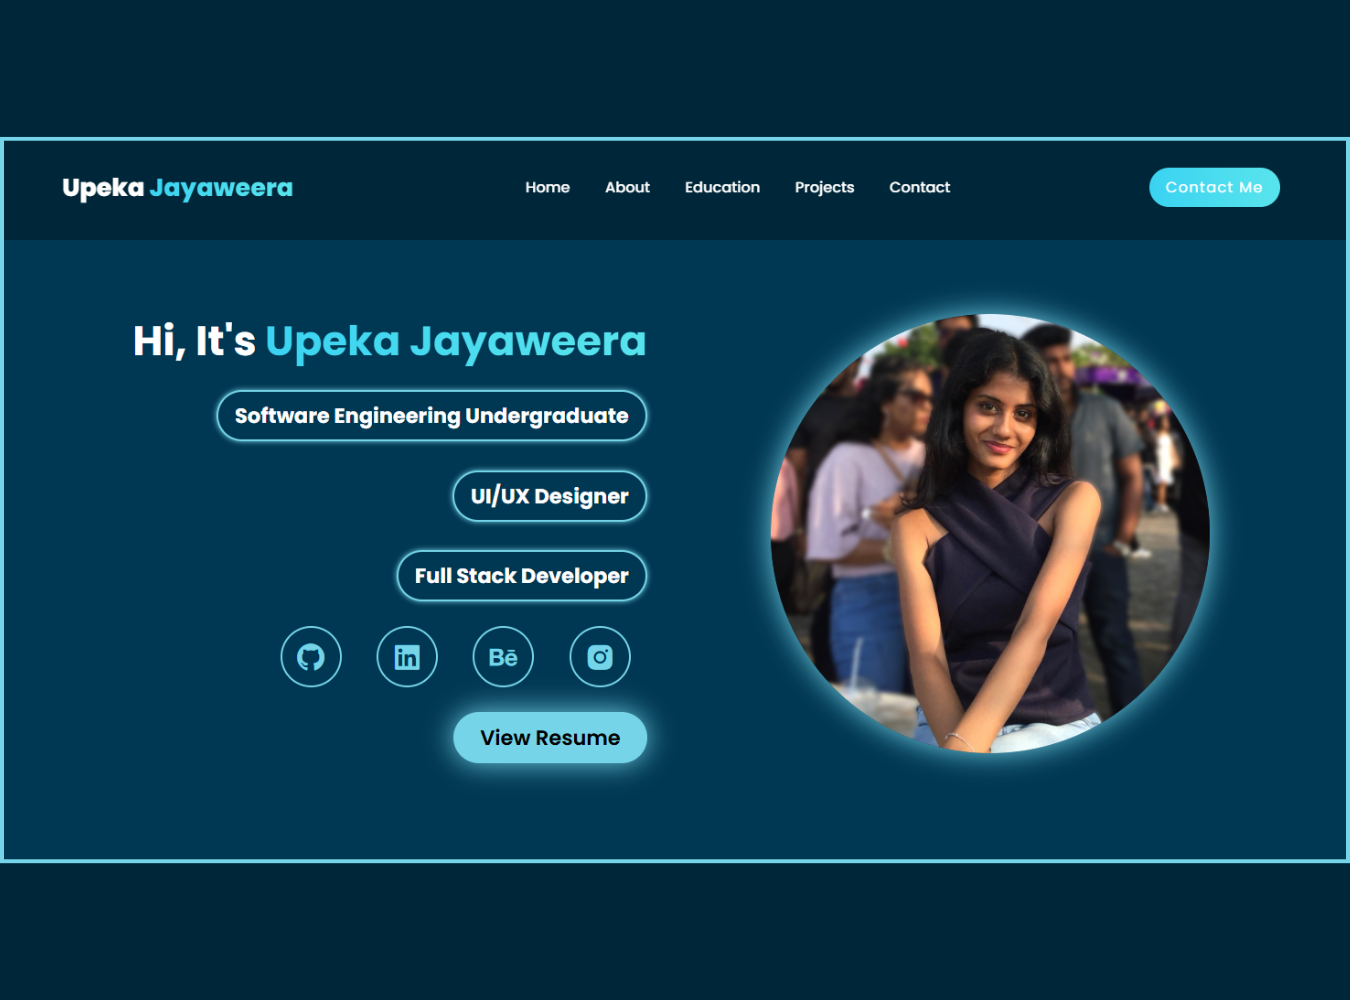 Upeka Jayaweera
Home About Education Projects Contact
Contact Me
Hi, It's Upeka Jayaweera
Software Engineering Undergraduate
UI/UX Designer
Full Stack Developer
in Bē
View Resume